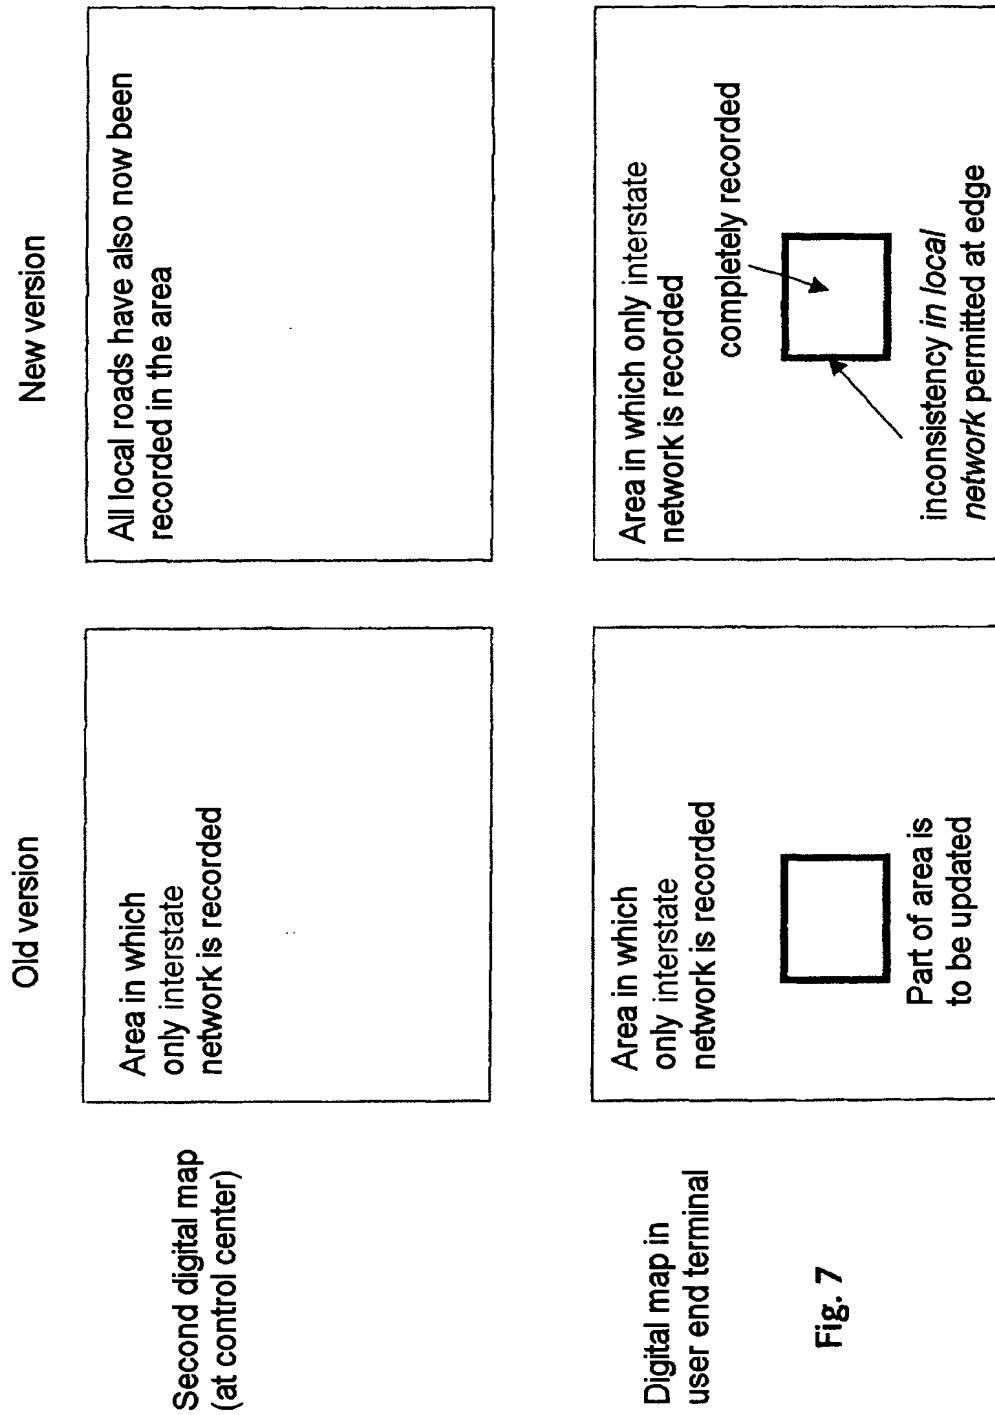 Old version
New version
Second digital map
(at control center)
Area in which
only interstate
network is recorded
All local roads have also now been
recorded in the area
Digital map in
user end terminal
Area in which
only interstate
network is recorded
Part of area is
to be updated
Area in which only interstate
network is recorded
completely recorded
inconsistency in local
network permitted at edge
Fig. 7